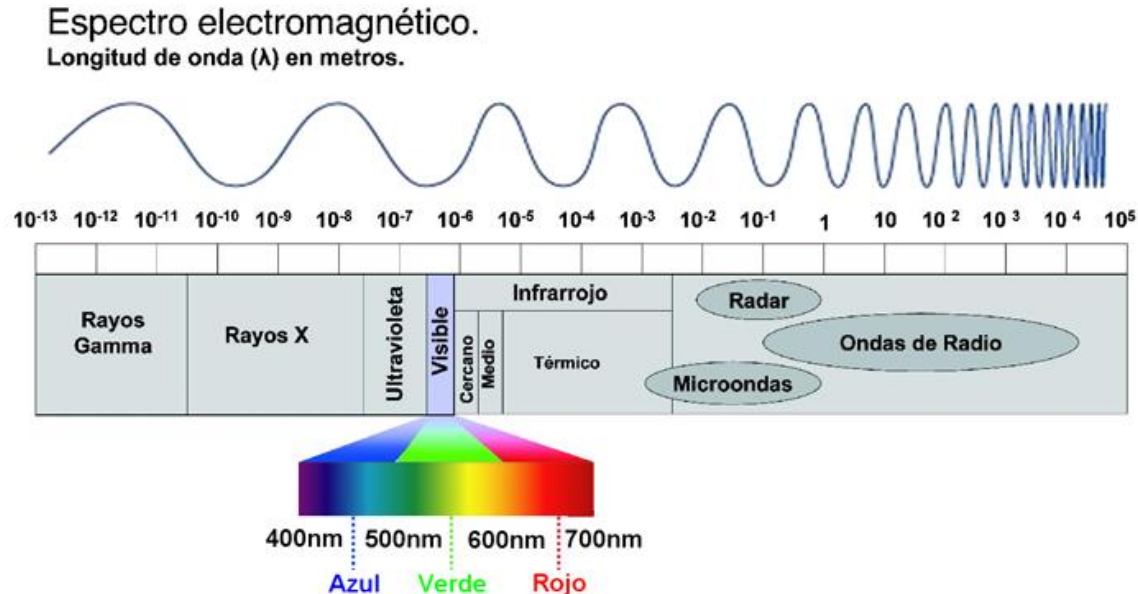 Espectro electromagnético.
Longitud de onda (λ) en metros.
10-13 10-12 10-11 10-10 10-9 10-8 10-7 10-6 10-5 10-4 10-3 10-2 10-1 1 10 10 2 10 3 10 4 10 5
Rayos
Gamma
Rayos X
Ultravioleta
Visible
Infrarrojo
Cercano
Medio
Térmico
Radar
Ondas de Radio
Microondas
400nm 500nm 600nm 700nm
Azul Verde Rojo